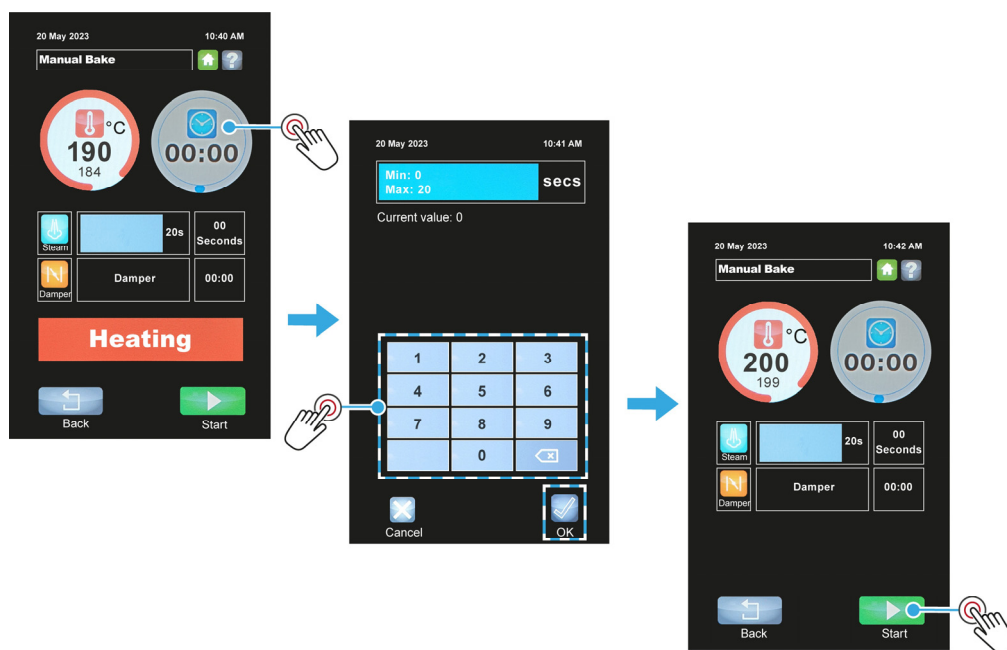 20 May 2023 10:40 AM
Manual Bake
?
°C
190
184
00:00
Steam
20s
00
Seconds
Damper
Damper
00:00
Heating
Back
Start
20 May 2023 10:41 AM
Min: 0
Max: 20
secs
Current value: 0
1 2 3
4 5 6
7 8 9
0
Cancel
OK
20 May 2023 10:42 AM
Manual Bake
?
°C
200
199
00:00
Steam
20s
00
Seconds
Damper
Damper
00:00
Back
Start